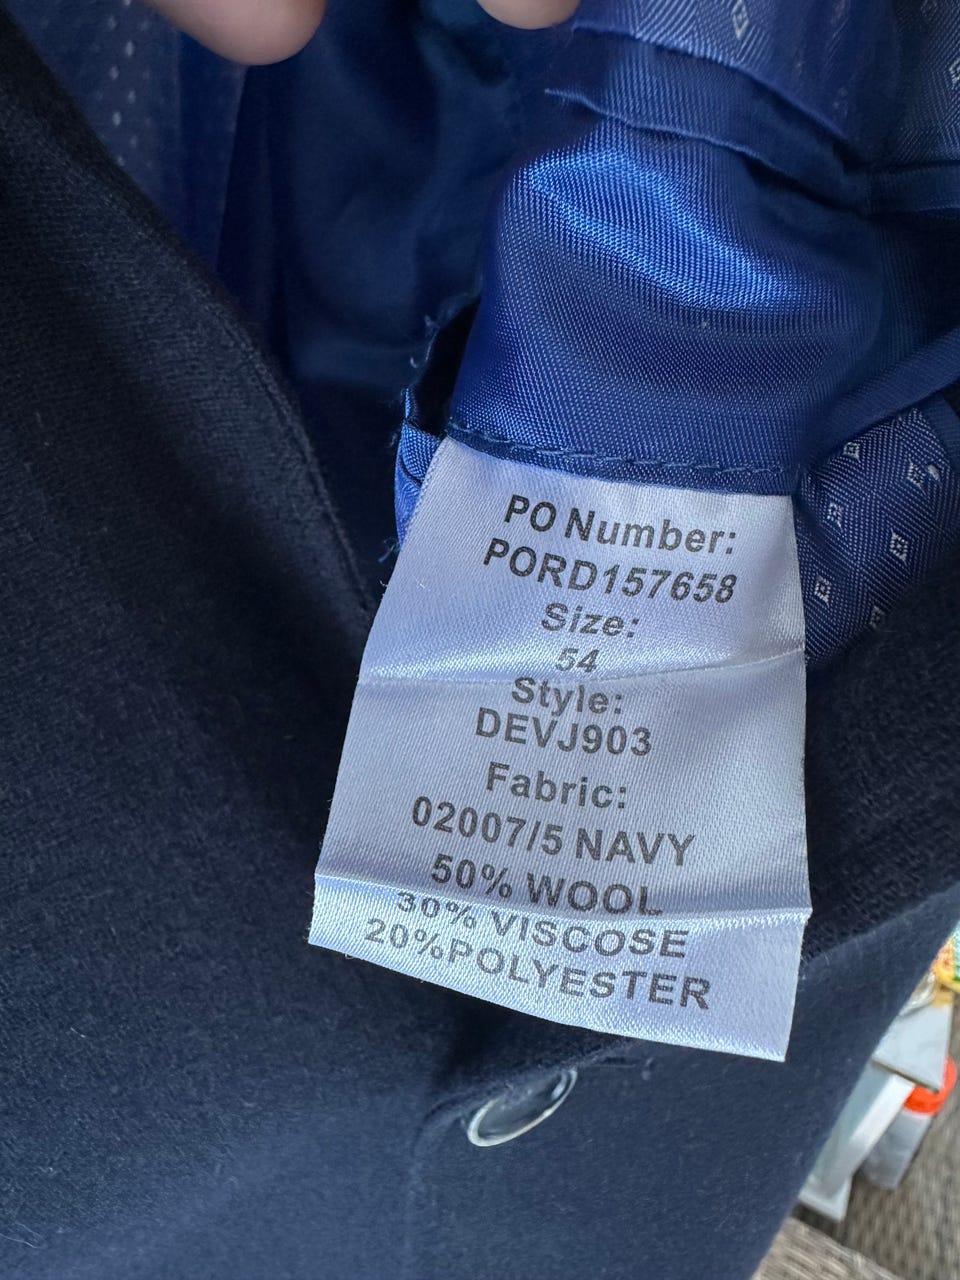 PO Number:
PORD157658
Size:
54
Style:
DEVJ903
Fabric:
02007/5 NAVY
50% WOOL
30% VISCOSE
20%POLYESTER